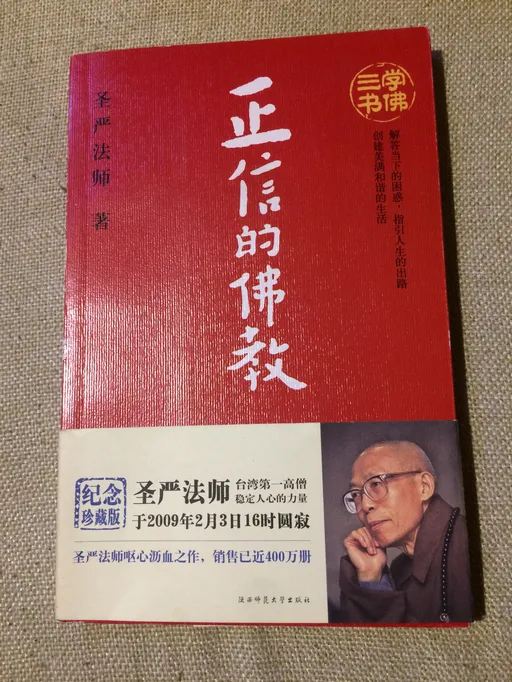 学佛
三书
解答当下的困惑，指引人生的出路
创建美满和谐的生活
正信的佛教
圣严法师 著
纪念
珍藏版
圣严法师
台湾第一高僧
稳定人心的力量
于2009年2月3日16时圆寂
圣严法师呕心沥血之作，销售已近400万册
陕西师范大学出版社